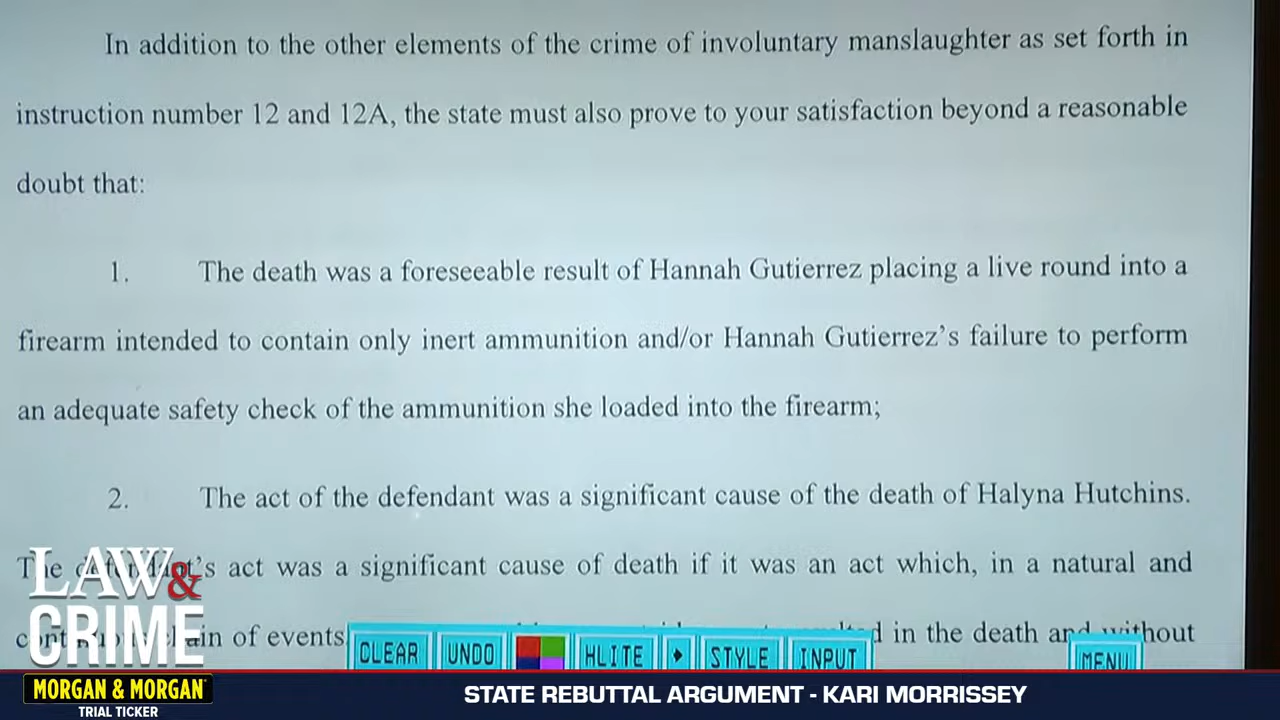 In addition to the other elements of the crime of involuntary manslaughter as set forth in
instruction number 12 and 12A, the state must also prove to your satisfaction beyond a reasonable
doubt that:
1. The death was a foreseeable result of Hannah Gutierrez placing a live round into a
firearm intended to contain only inert ammunition and/or Hannah Gutierrez's failure to perform
an adequate safety check of the ammunition she loaded into the firearm;
2. The act of the defendant was a significant cause of the death of Halyna Hutchins.
The defendant's act was a significant cause of death if it was an act which, in a natural and
chain of events, in the death and without
CLEAR UNDO HLITE STYLE INPUT MENU
LAW &
CRIME
MORGAN & MORGAN
TRIAL TICKER
STATE REBUTTAL ARGUMENT - KARI MORRISSEY